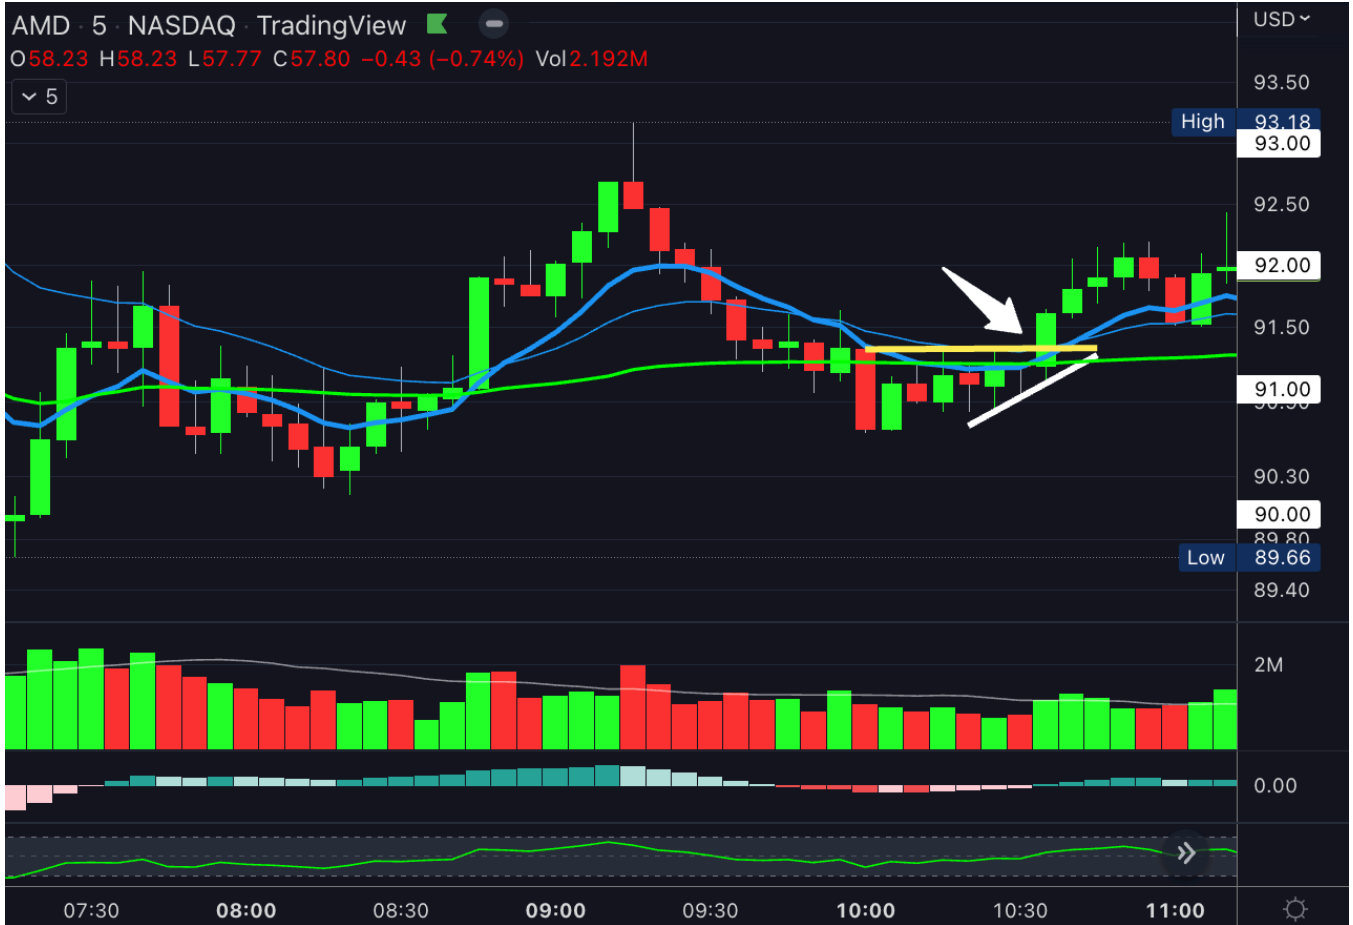 AMD · 5 · NASDAQ · TradingView
USD
O58.23 H58.23 L57.77 C57.80 −0.43 (−0.74%) Vol2.192M
5
93.50
High 93.18
93.00
92.50
92.00
91.50
91.00
90.90
90.30
90.00
89.80
Low 89.66
89.40
2M
0.00
07:30 08:00 08:30 09:00 09:30 10:00 10:30 11:00